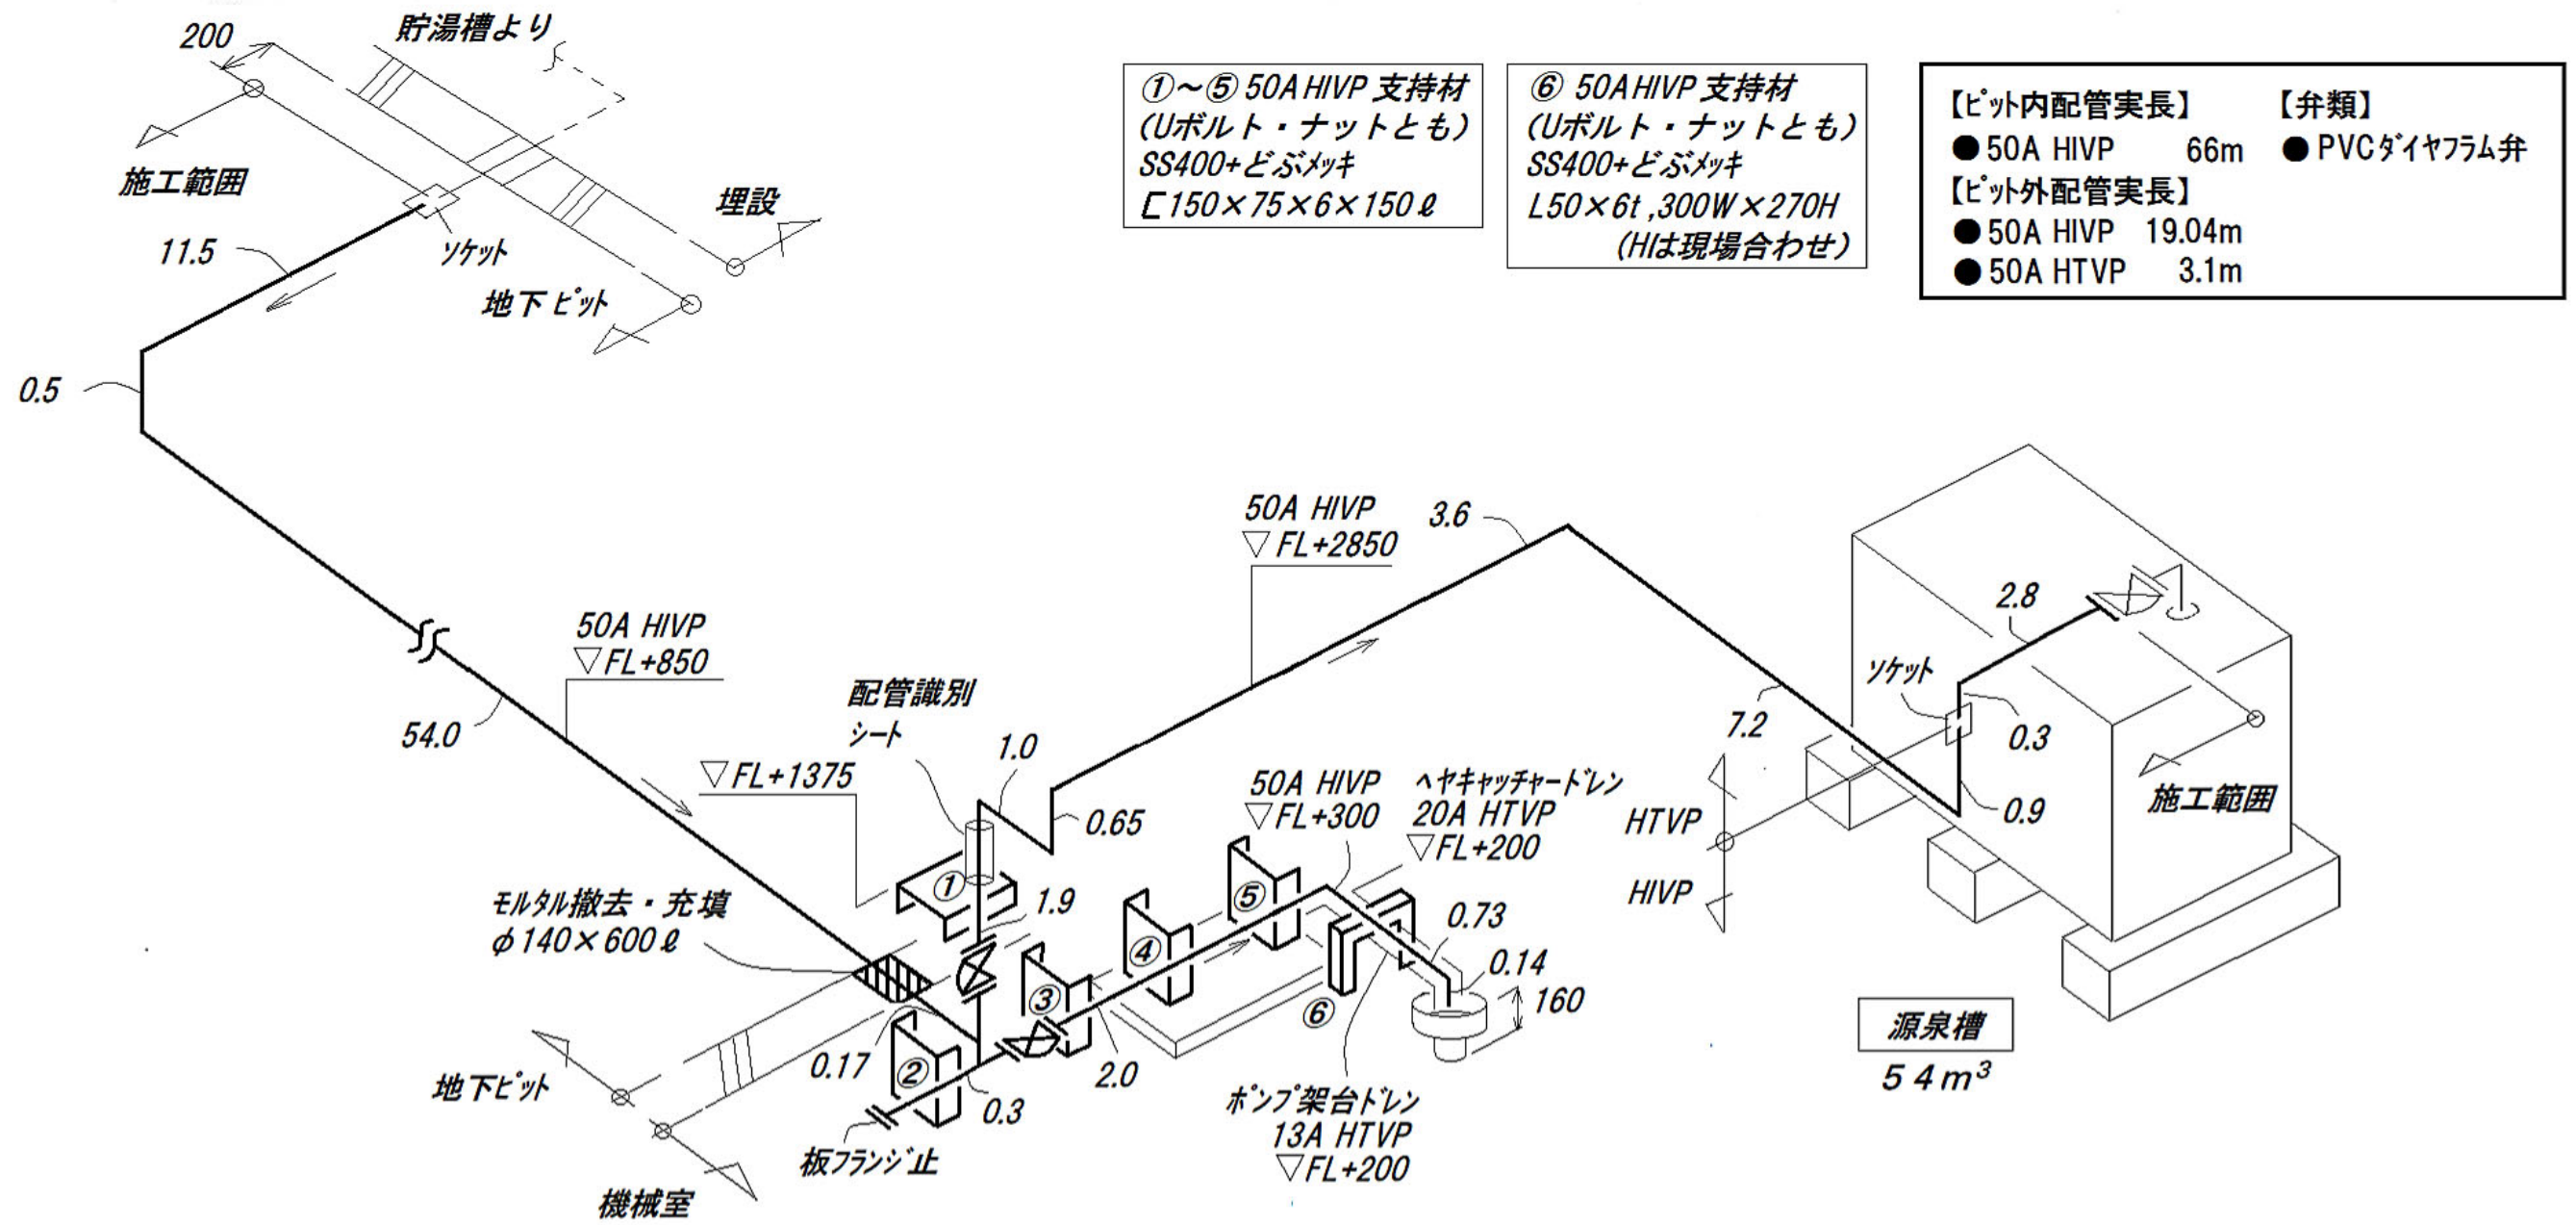 200
貯湯槽より
施工範囲
11.5
ソケット
埋設
地下ピット
0.5
①～⑤ 50A HIVP 支持材
(Uボルト・ナットとも)
SS400+どぶメッキ
匚150×75×6×150ℓ
⑥ 50A HIVP 支持材
(Uボルト・ナットとも)
SS400+どぶメッキ
L50×6t ,300W×270H
(Hは現場合わせ)
【ピット内配管実長】 【弁類】
● 50A HIVP 66m ● PVCダイヤフラム弁
【ピット外配管実長】
● 50A HIVP 19.04m
● 50A HTVP 3.1m
50A HIVP
▽ FL+850
54.0
50A HIVP
▽ FL+2850
3.6
配管識別
シート
▽ FL+1375
1.0
0.65
①
1.9
モルタル撤去・充填
φ140×600ℓ
0.17
②
③
④
⑤
⑥
0.3
2.0
板フランジ止
地下ピット
機械室
50A HIVP
▽ FL+300
ヘヤキャッチャードレン
20A HTVP
▽ FL+200
0.73
0.14
160
ポンプ架台ドレン
13A HTVP
▽ FL+200
7.2
HTVP
HIVP
ソケット
2.8
0.3
0.9
施工範囲
源泉槽
54m³